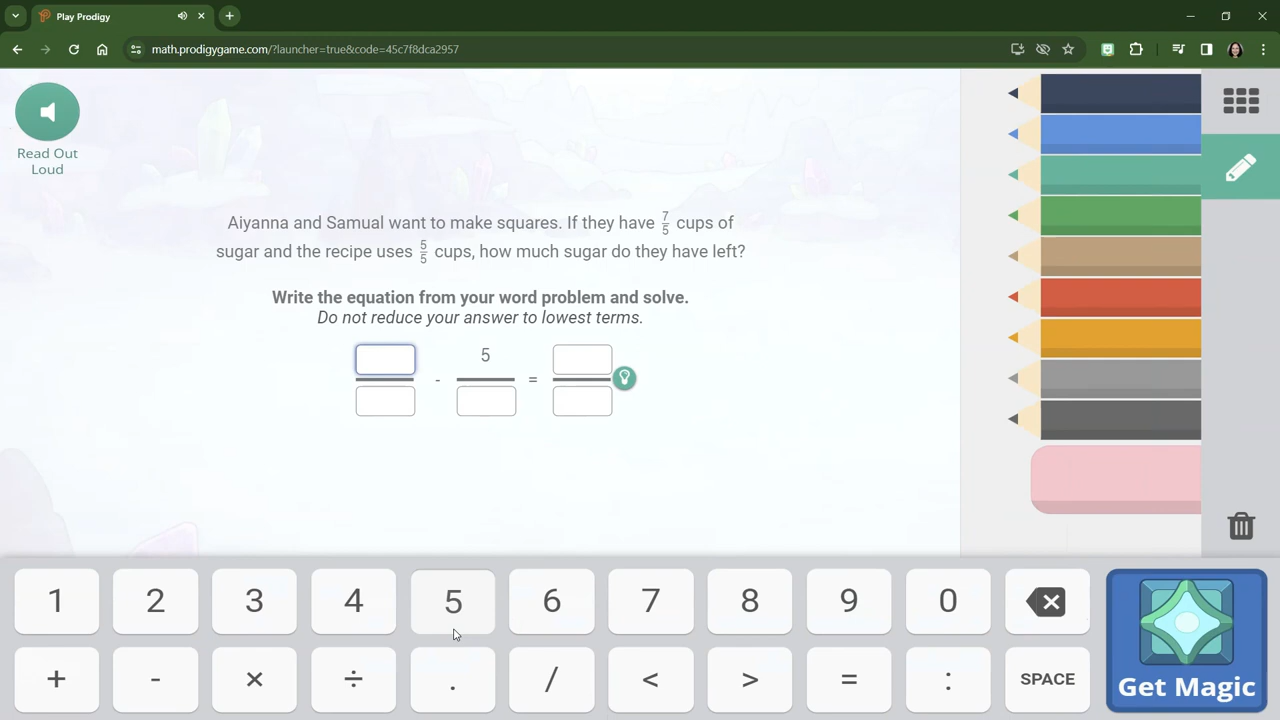 Play Prodigy
math.prodigygame.com/?launcher=true&code=45c7f8dca2957
Read Out
Loud
Aiyanna and Samual want to make squares. If they have 7/5 cups of
sugar and the recipe uses 5/5 cups, how much sugar do they have left?
Write the equation from your word problem and solve.
Do not reduce your answer to lowest terms.
- 5 =
1 2 3 4 5 6 7 8 9 0
+ - × ÷ . / < > = : SPACE
Get Magic